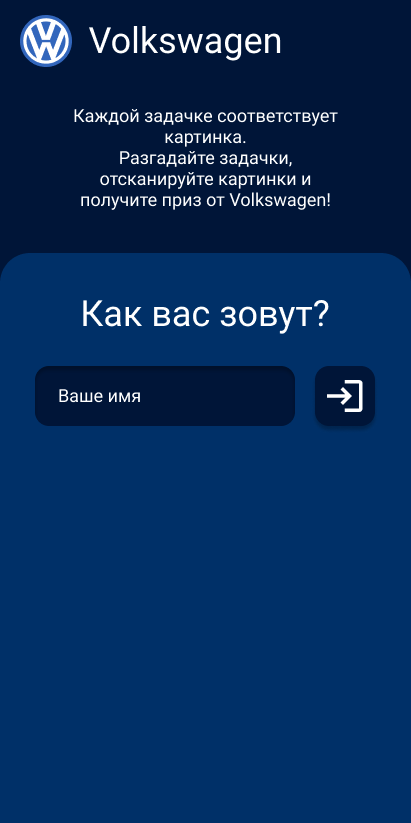 Volkswagen
Каждой задачке соответствует
картинка.
Разгадайте задачки,
отсканируйте картинки и
получите приз от Volkswagen!
Как вас зовут?
Ваше имя